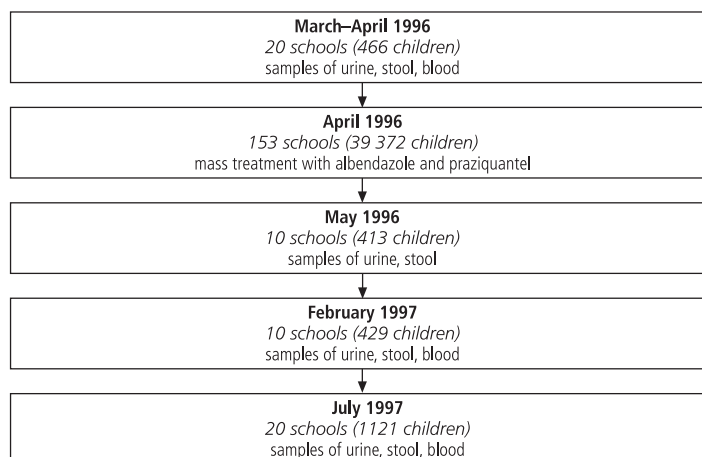 March–April 1996
20 schools (466 children)
samples of urine, stool, blood
April 1996
153 schools (39 372 children)
mass treatment with albendazole and praziquantel
May 1996
10 schools (413 children)
samples of urine, stool
February 1997
10 schools (429 children)
samples of urine, stool, blood
July 1997
20 schools (1121 children)
samples of urine, stool, blood